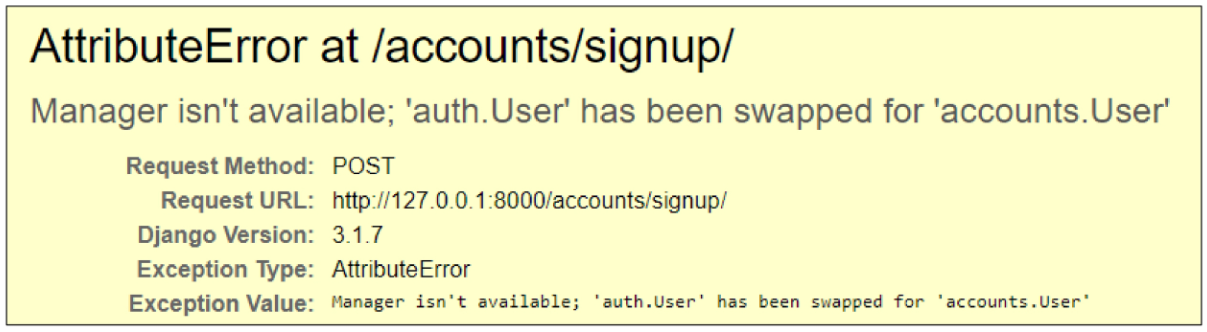 AttributeError at /accounts/signup/
Manager isn't available; 'auth.User' has been swapped for 'accounts.User'
Request Method: POST
Request URL: http://127.0.0.1:8000/accounts/signup/
Django Version: 3.1.7
Exception Type: AttributeError
Exception Value: Manager isn't available; 'auth.User' has been swapped for 'accounts.User'